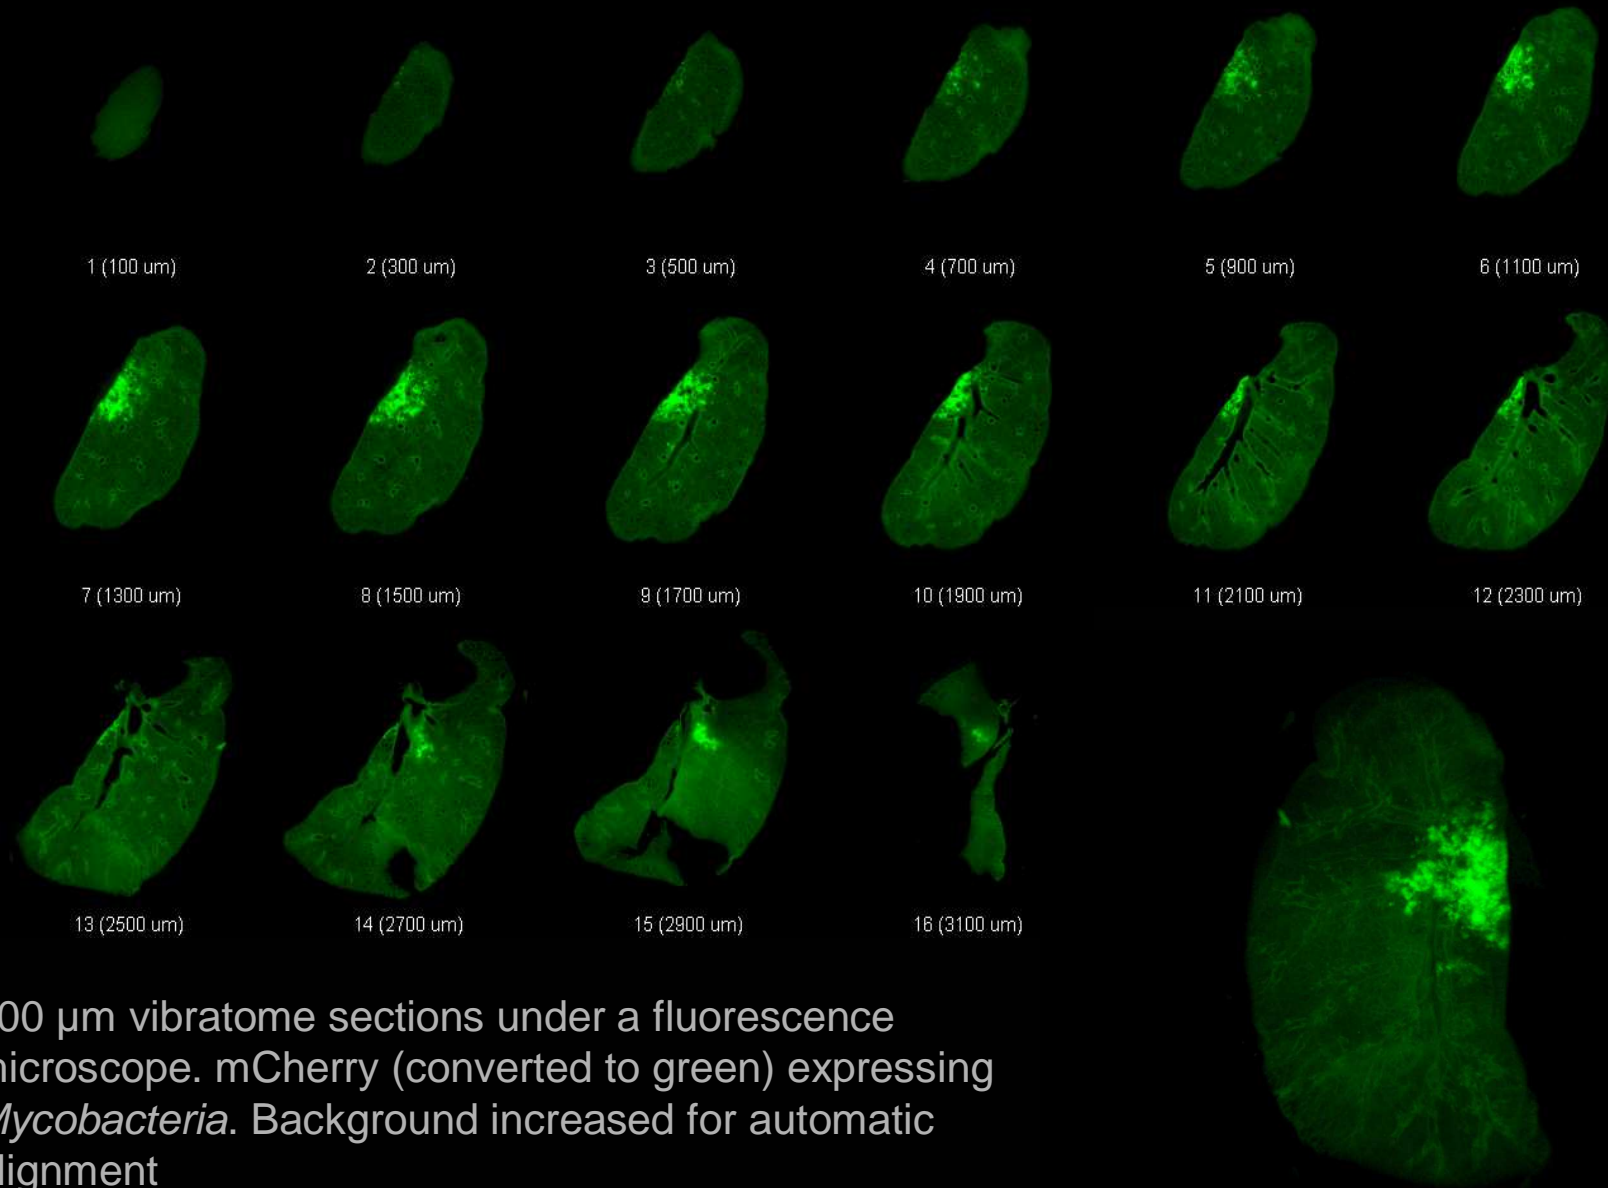 1 (100 um) 2 (300 um) 3 (500 um) 4 (700 um) 5 (900 um) 6 (1100 um)
7 (1300 um) 8 (1500 um) 9 (1700 um) 10 (1900 um) 11 (2100 um) 12 (2300 um)
13 (2500 um) 14 (2700 um) 15 (2900 um) 16 (3100 um)
00 µm vibratome sections under a fluorescence
icroscope. mCherry (converted to green) expressing
Mycobacteria. Background increased for automatic
lignment